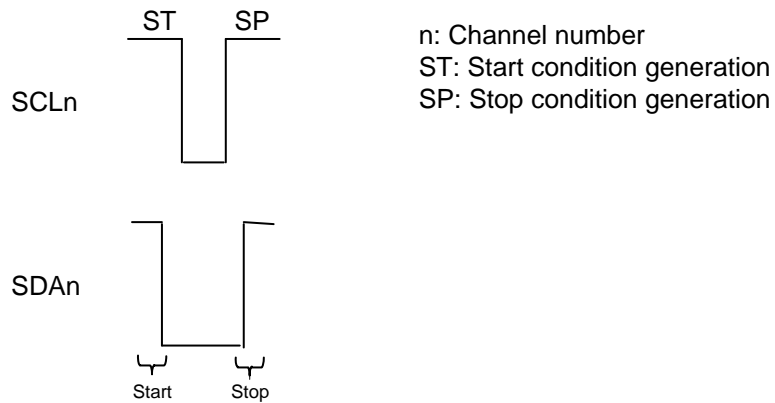 ST SP
SCLn
n: Channel number
ST: Start condition generation
SP: Stop condition generation
SDAn
Start Stop